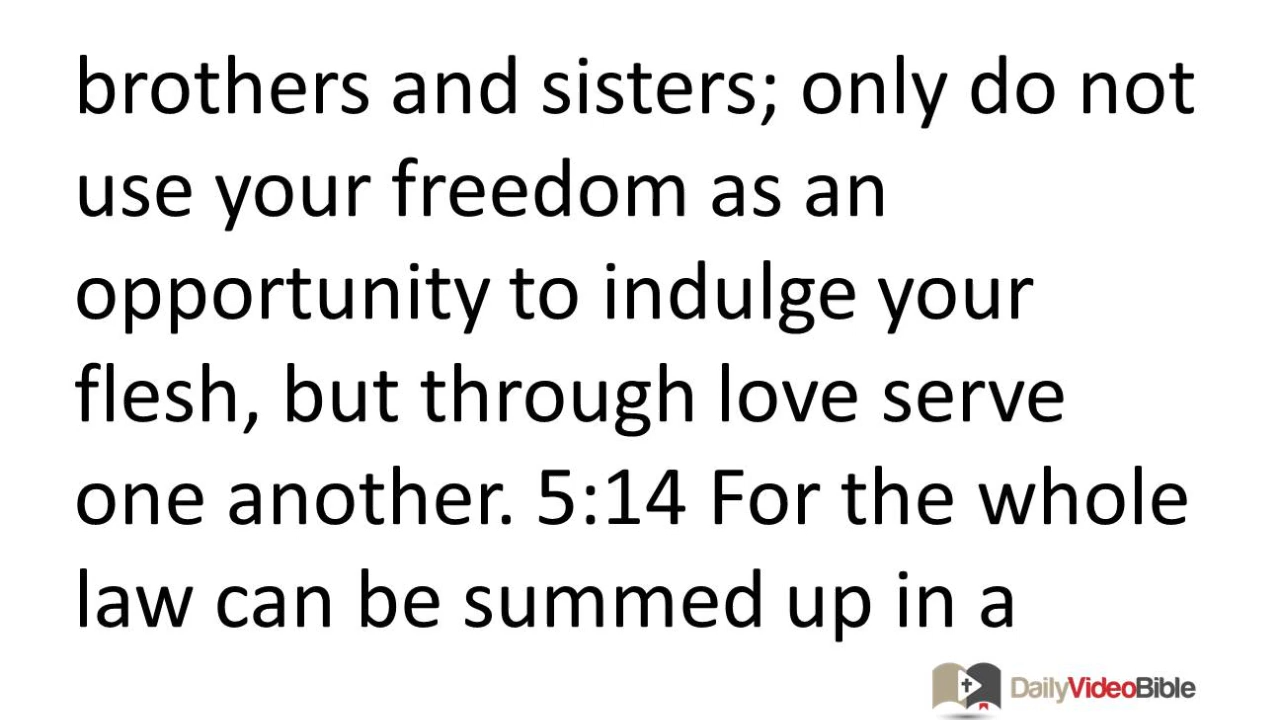 brothers and sisters; only do not
use your freedom as an
opportunity to indulge your
flesh, but through love serve
one another. 5:14 For the whole
law can be summed up in a
DailyVideoBible